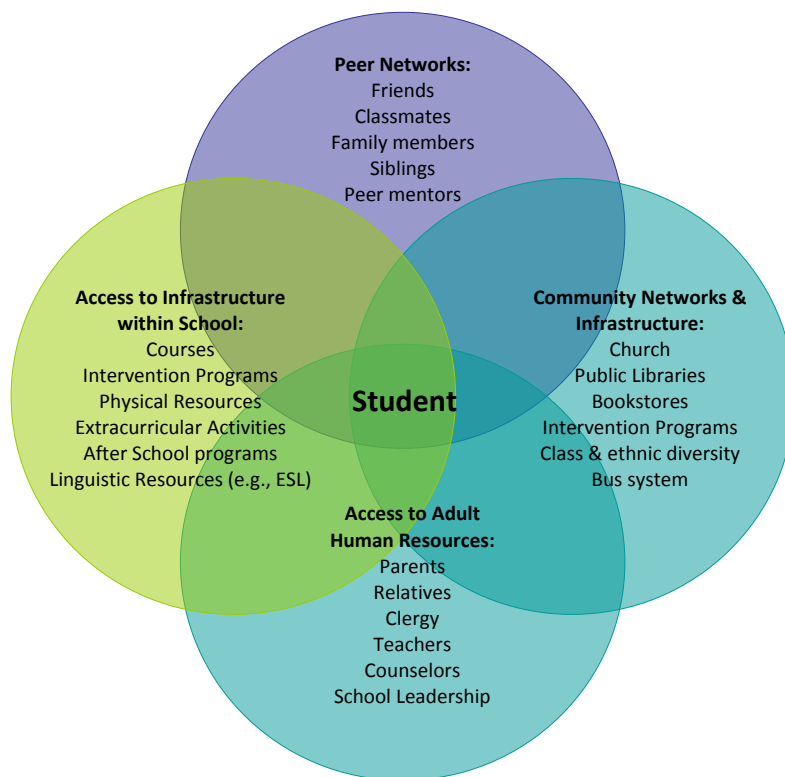 Peer Networks:
Friends
Classmates
Family members
Siblings
Peer mentors
Access to Infrastructure
within School:
Courses
Intervention Programs
Physical Resources
Extracurricular Activities
After School programs
Linguistic Resources (e.g., ESL)
Student
Community Networks &
Infrastructure:
Church
Public Libraries
Bookstores
Intervention Programs
Class & ethnic diversity
Bus system
Access to Adult
Human Resources:
Parents
Relatives
Clergy
Teachers
Counselors
School Leadership